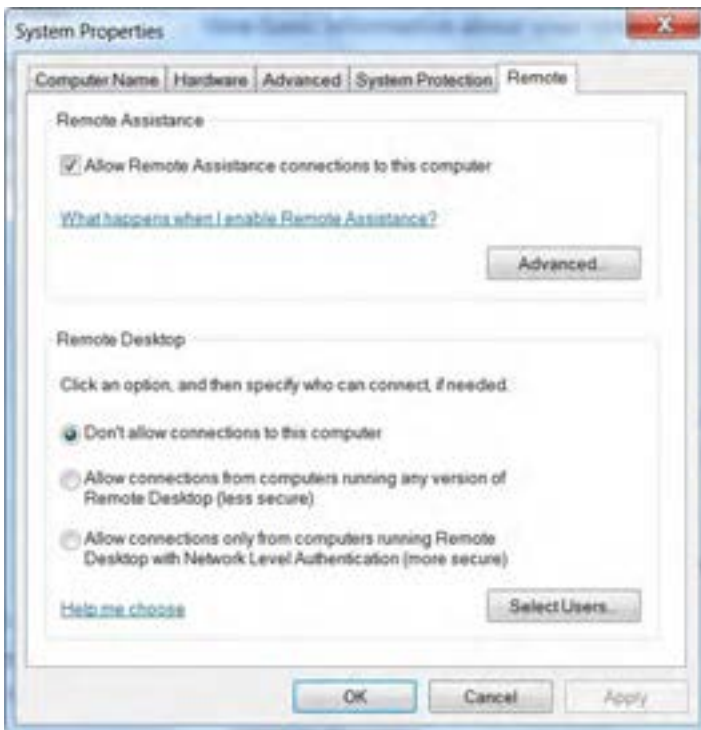 System Properties
Computer Name Hardware Advanced System Protection Remote
Remote Assistance
Allow Remote Assistance connections to this computer
What happens when I enable Remote Assistance?
Advanced...
Remote Desktop
Click an option, and then specify who can connect, if needed.
Don't allow connections to this computer
Allow connections from computers running any version of
Remote Desktop (less secure)
Allow connections only from computers running Remote
Desktop with Network Level Authentication (more secure)
Help me choose
Select Users...
OK Cancel Apply